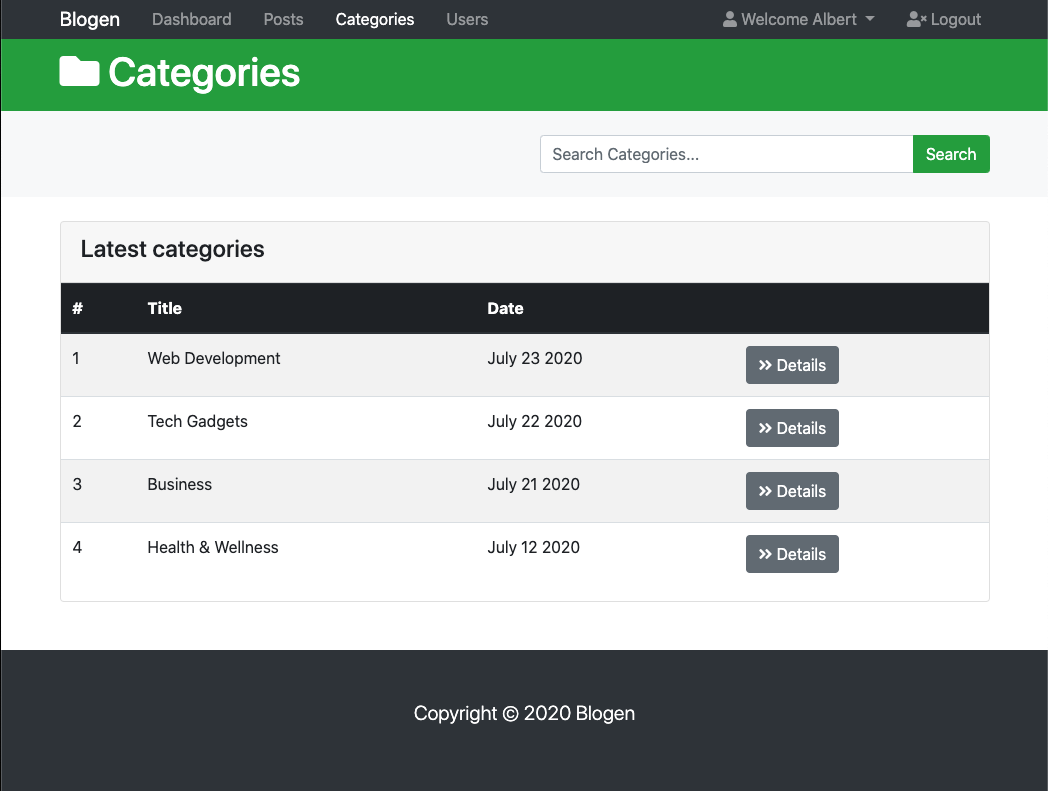 Blogen Dashboard Posts Categories Users Welcome Albert Logout
Categories
Search Categories... Search
Latest categories
# Title Date
1 Web Development July 23 2020 Details
2 Tech Gadgets July 22 2020 Details
3 Business July 21 2020 Details
4 Health & Wellness July 12 2020 Details
Copyright © 2020 Blogen